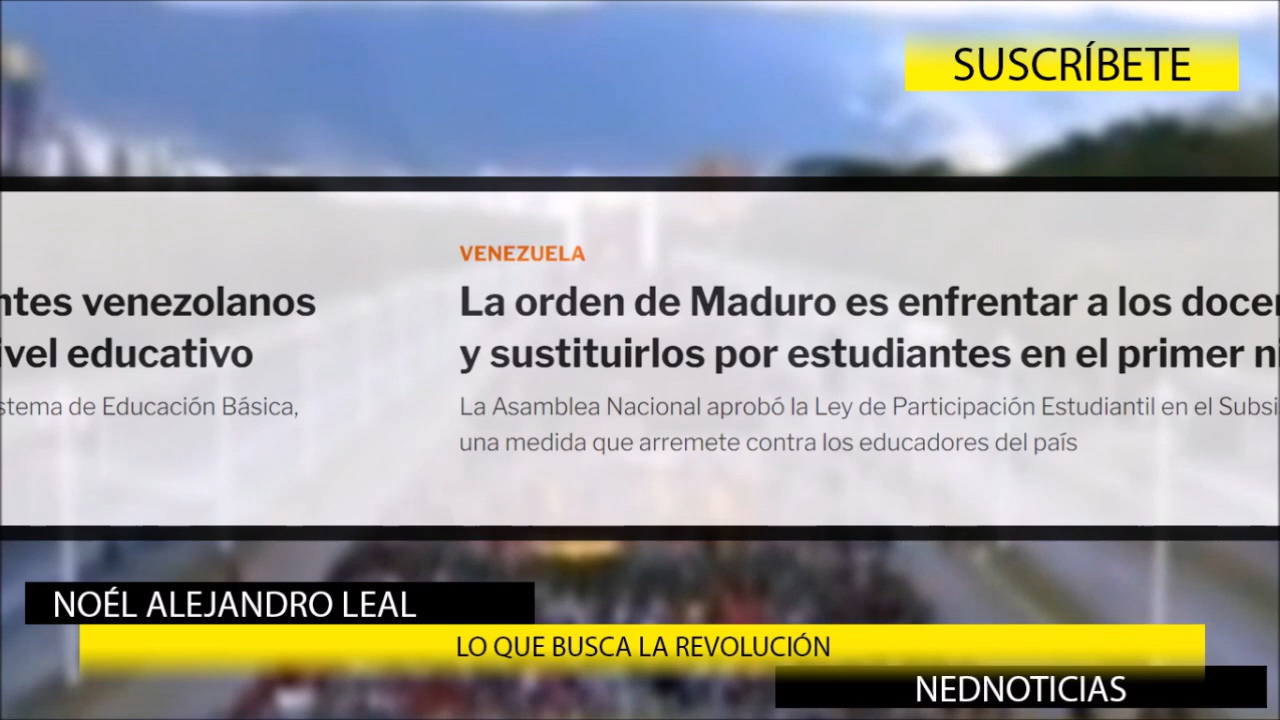 SUSCRÍBETE
ntes venezolanos
ivel educativo
stema de Educación Básica,
VENEZUELA
La orden de Maduro es enfrentar a los docen
y sustituirlos por estudiantes en el primer ni
La Asamblea Nacional aprobó la Ley de Participación Estudiantil en el Subsi
una medida que arremete contra los educadores del país
NOÉL ALEJANDRO LEAL
LO QUE BUSCA LA REVOLUCIÓN
NEDNOTICIAS